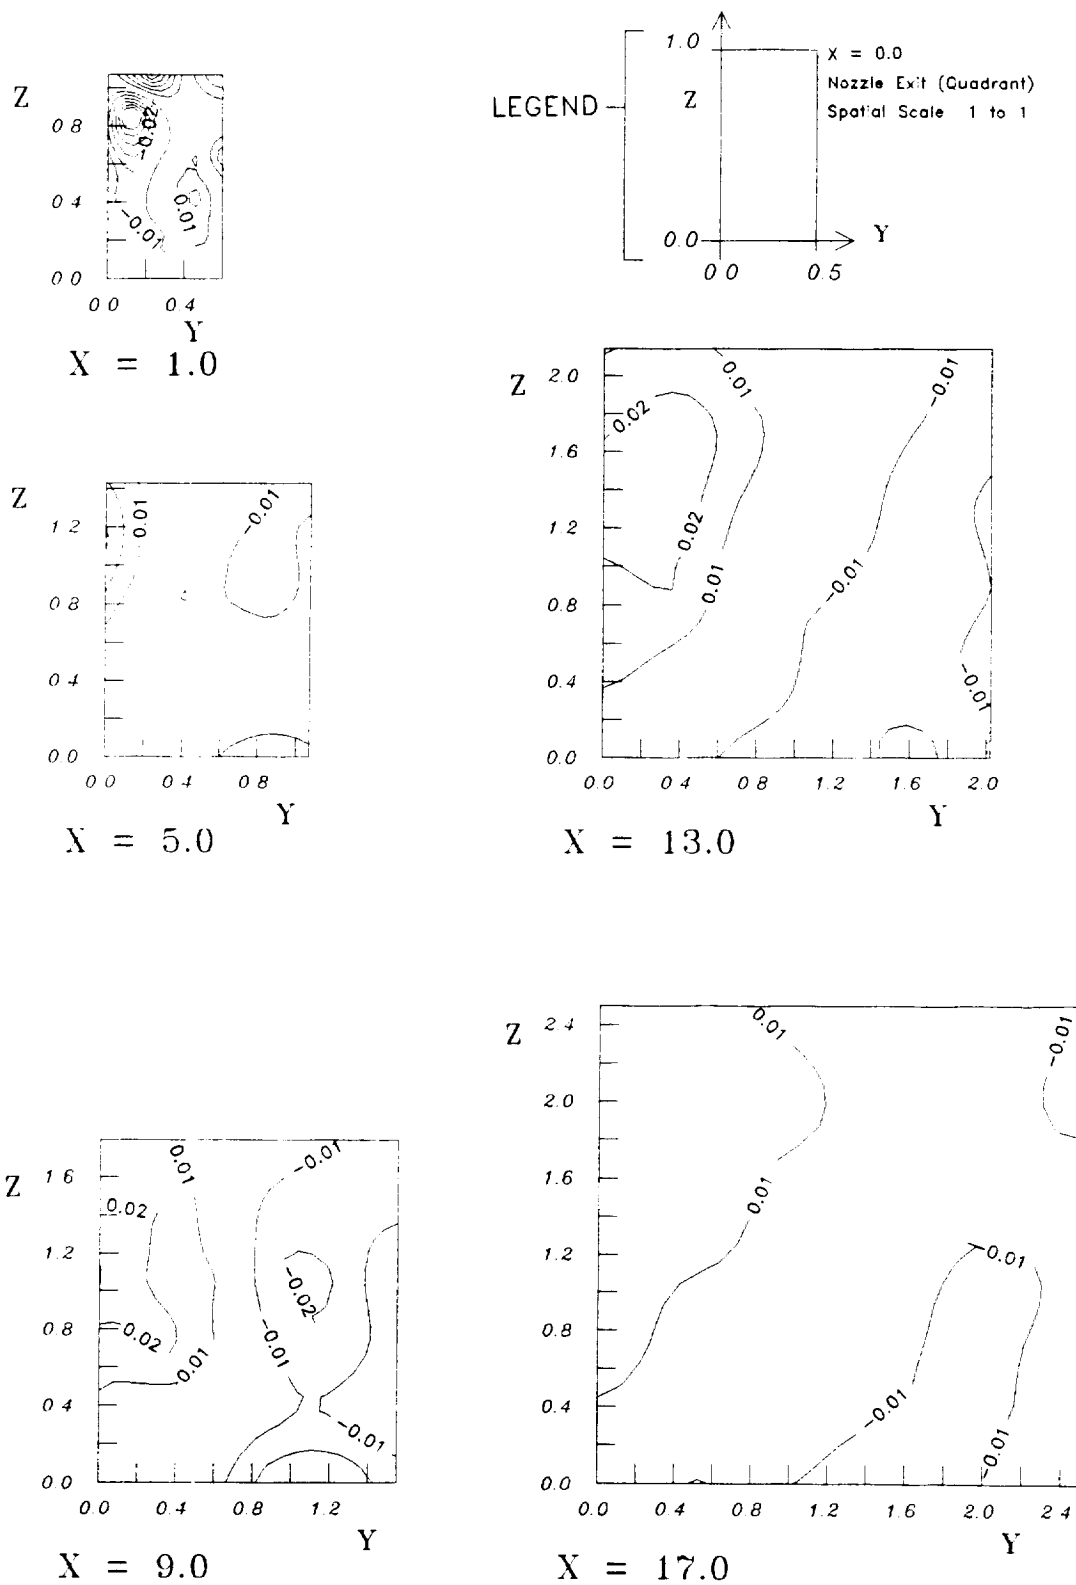 Z
0.8
0.4
0.0
0.0 0.4
Y
-0.02
-0.01
0.01
X = 1.0
LEGEND
1.0
Z
0.0
0.0 0.5
Y
X = 0.0
Nozzle Exit (Quadrant)
Spatial Scale 1 to 1
Z
1.2
0.8
0.4
0.0
0.0 0.4 0.8
Y
0.01
-0.01
X = 5.0
Z
2.0
1.6
1.2
0.8
0.4
0.0
0.0 0.4 0.8 1.2 1.6 2.0
Y
-0.01
-0.01
0.02
0.02
0.01
-0.01
-0.01
X = 13.0
Z
1.6
1.2
0.8
0.4
0.0
0.0 0.4 0.8 1.2
Y
0.01
-0.01
0.02
-0.02
0.02
0.01
-0.01
-0.01
X = 9.0
Z
2.4
2.0
1.6
1.2
0.8
0.4
0.0
0.0 0.4 0.8 1.2 1.6 2.0 2.4
Y
0.01
-0.01
0.01
-0.01
-0.01
-0.01
X = 17.0